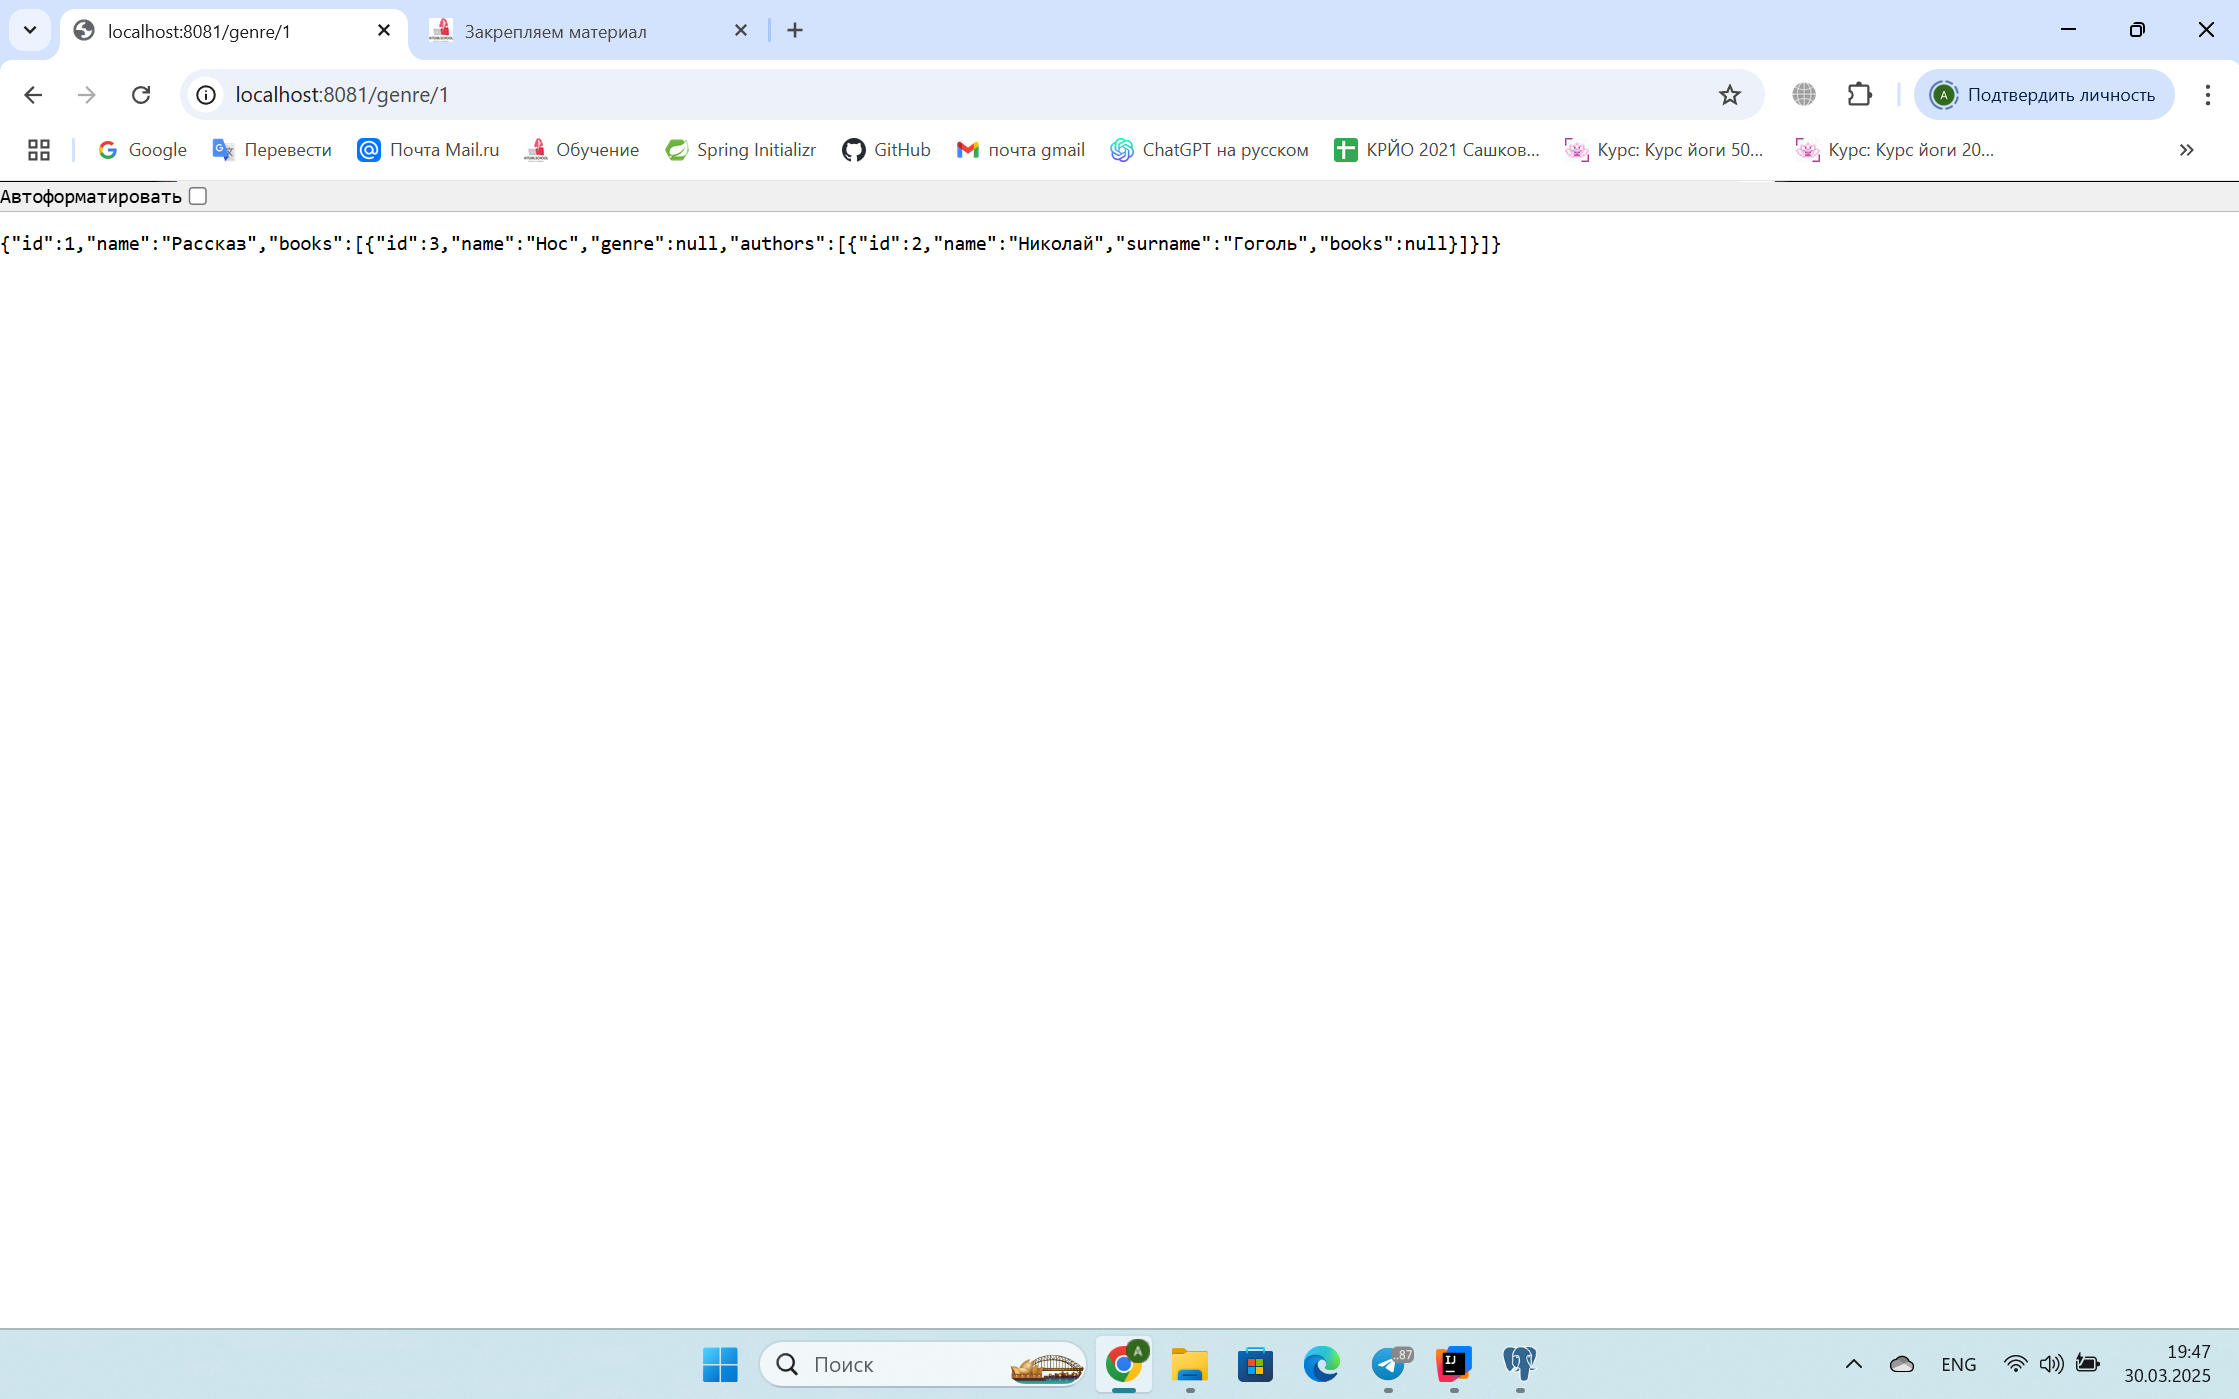 localhost:8081/genre/1
Закрепляем материал
localhost:8081/genre/1
A Подтвердить личность
Google Перевести Почта Mail.ru Обучение Spring Initializr GitHub почта gmail ChatGPT на русском КРЙО 2021 Сашков... Курс: Курс йоги 50... Курс: Курс йоги 20...
Автоформатировать
{"id":1,"name":"Рассказ","books":[{"id":3,"name":"Нос","genre":null,"authors":[{"id":2,"name":"Николай","surname":"Гоголь","books":null}]}]}
Поиск
A
..87
IJ
ENG
19:47
30.03.2025